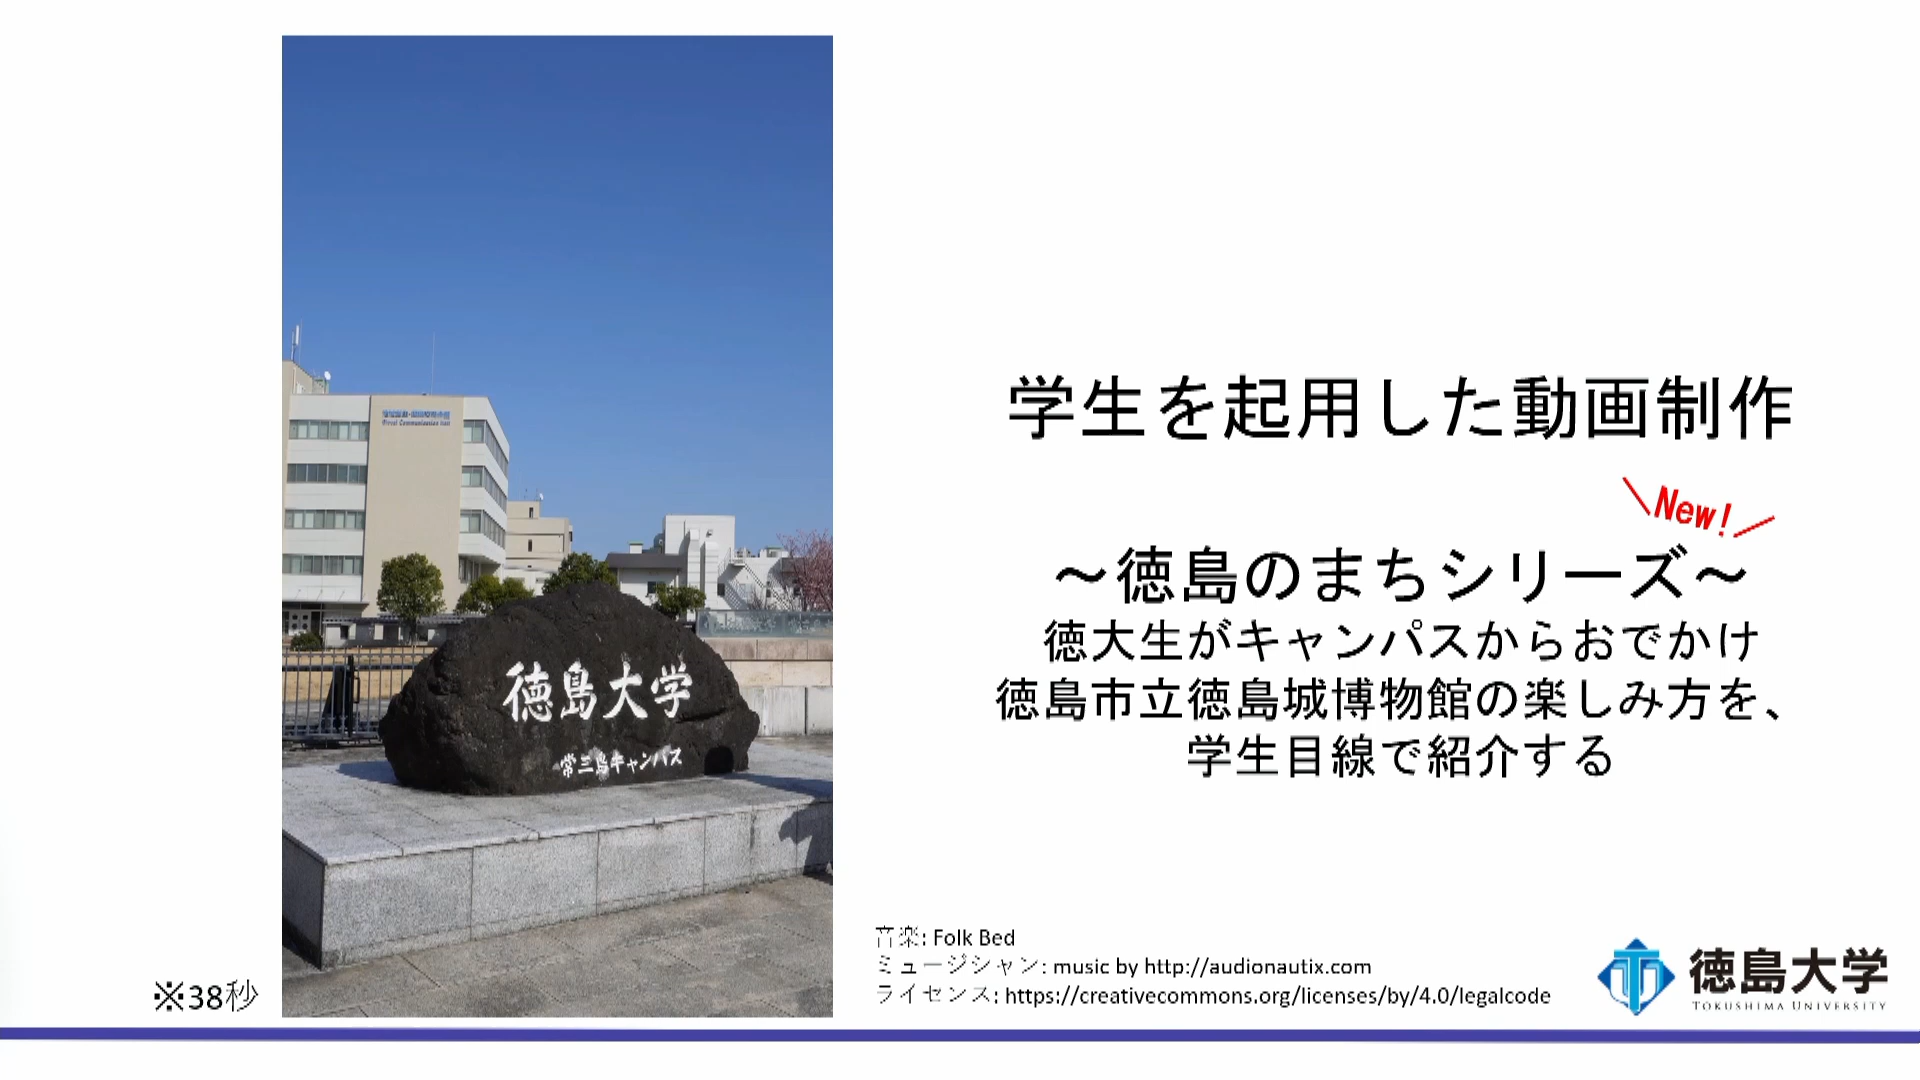 学生を起用した動画制作
New!
～徳島のまちシリーズ～
徳大生がキャンパスからおでかけ
徳島市立徳島城博物館の楽しみ方を、
学生目線で紹介する
徳島大学
常三島キャンパス
音楽: Folk Bed
ミュージシャン: music by http://audionautix.com
ライセンス: https://creativecommons.org/licenses/by/4.0/legalcode
※38秒
徳島大学
TOKUSHIMA UNIVERSITY